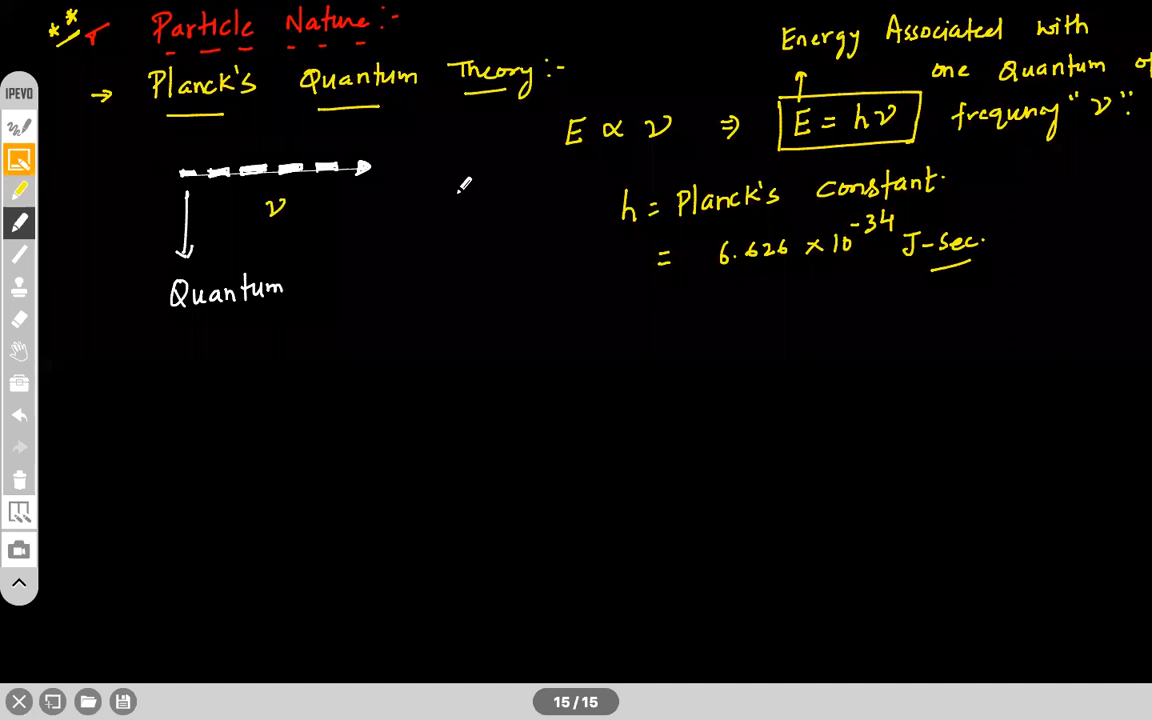 ** Particle Nature:-
→ Planck's Quantum Theory:-
ν
Quantum
Energy Associated with
one Quantum of
frequency "ν".
E ∝ ν ⇒ E = hν
h = Planck's Constant.
= 6.626 × 10⁻³⁴ J-Sec.
IPEVO
15/15